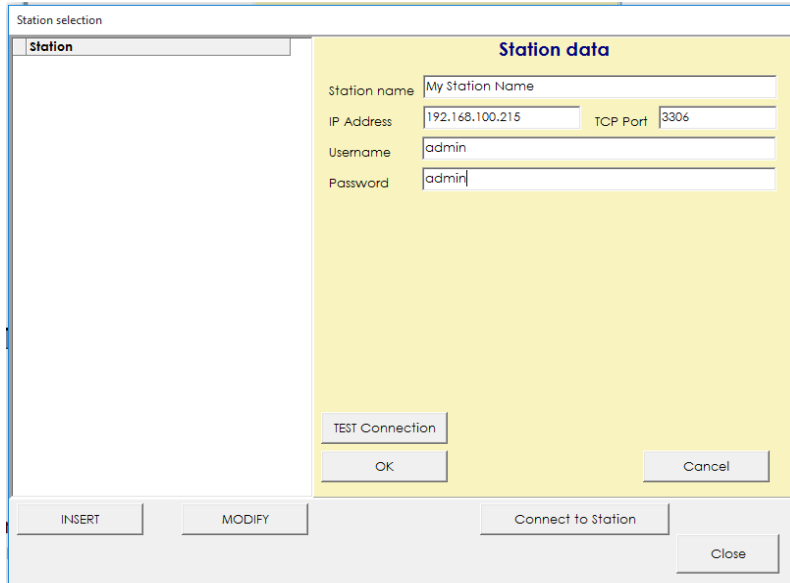 Station selection
Station
Station data
Station name My Station Name
IP Address 192.168.100.215 TCP Port 3306
Username admin
Password admin
TEST Connection
OK Cancel
INSERT MODIFY Connect to Station
Close